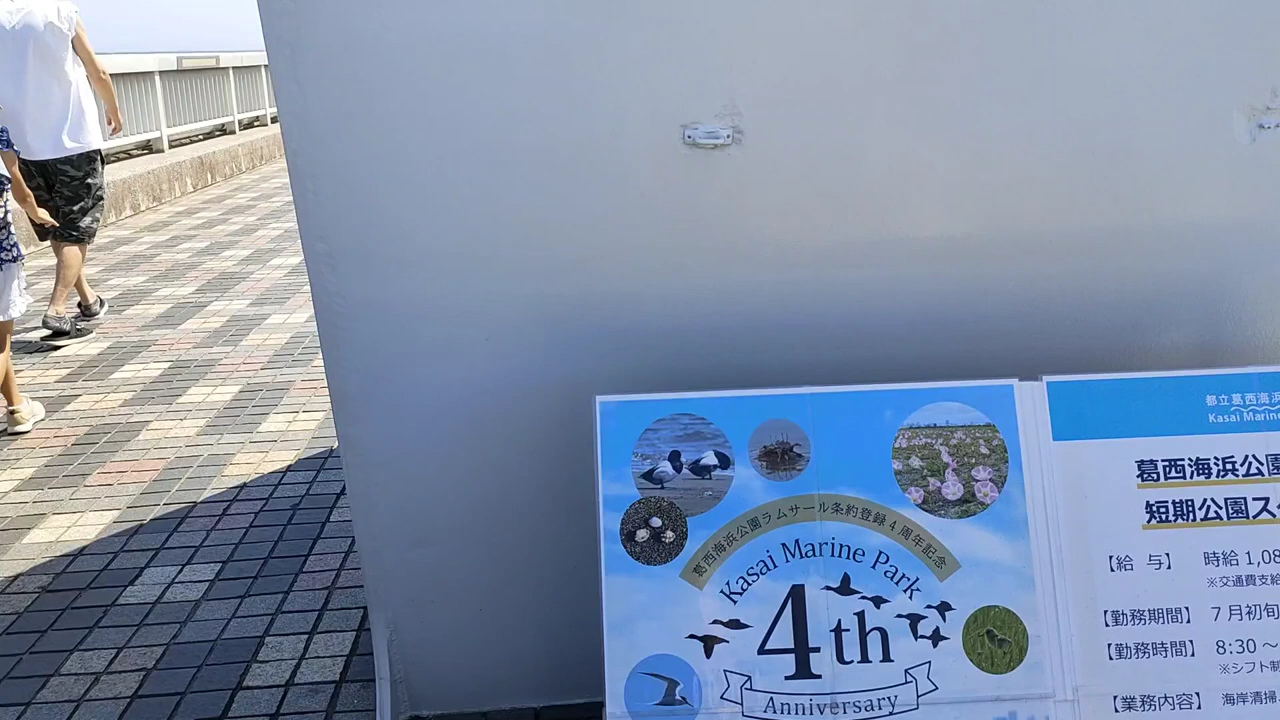 葛西海浜公園ラムサール条約登録4周年記念
Kasai Marine Park
4th
Anniversary
都立葛西海浜
Kasai Marine
葛西海浜公園
短期公園ス
【給 与】 時給1,08
※交通費支給
【勤務期間】 7月初旬
【勤務時間】 8:30～
※シフト制
【業務内容】 海岸清掃